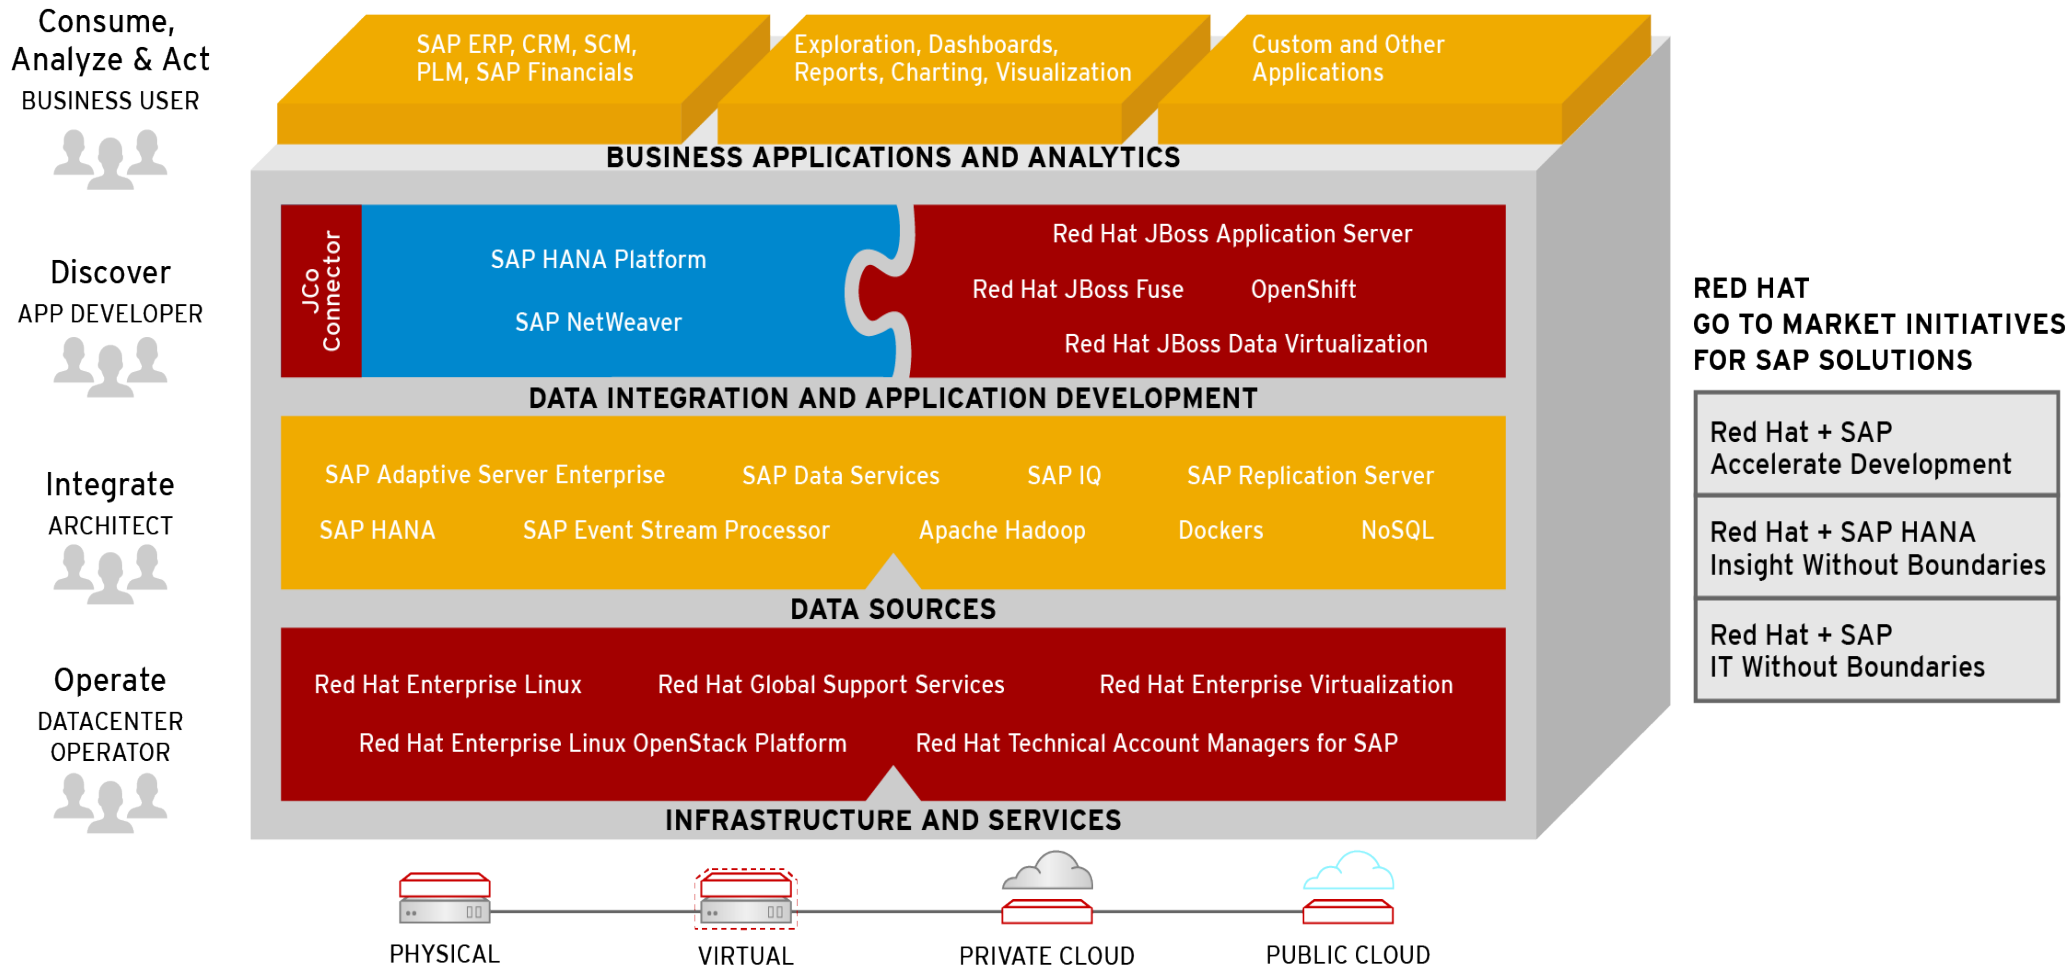 Consume,
Analyze & Act
BUSINESS USER
SAP ERP, CRM, SCM,
PLM, SAP Financials
Exploration, Dashboards,
Reports, Charting, Visualization
Custom and Other
Applications
BUSINESS APPLICATIONS AND ANALYTICS
Discover
APP DEVELOPER
JCo
Connector
SAP HANA Platform
SAP NetWeaver
Red Hat JBoss Application Server
Red Hat JBoss Fuse
OpenShift
Red Hat JBoss Data Virtualization
DATA INTEGRATION AND APPLICATION DEVELOPMENT
Integrate
ARCHITECT
SAP Adaptive Server Enterprise
SAP Data Services
SAP IQ
SAP Replication Server
SAP HANA
SAP Event Stream Processor
Apache Hadoop
Dockers
NoSQL
DATA SOURCES
Operate
DATACENTER
OPERATOR
Red Hat Enterprise Linux
Red Hat Global Support Services
Red Hat Enterprise Virtualization
Red Hat Enterprise Linux OpenStack Platform
Red Hat Technical Account Managers for SAP
INFRASTRUCTURE AND SERVICES
PHYSICAL
VIRTUAL
PRIVATE CLOUD
PUBLIC CLOUD
RED HAT
GO TO MARKET INITIATIVES
FOR SAP SOLUTIONS
Red Hat + SAP
Accelerate Development
Red Hat + SAP HANA
Insight Without Boundaries
Red Hat + SAP
IT Without Boundaries